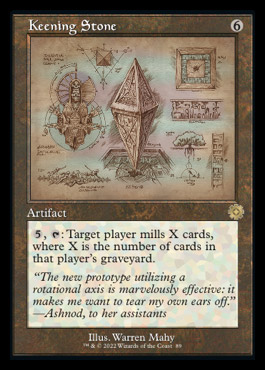 Keening Stone 6
Artifact
5, T: Target player mills X cards,
where X is the number of cards in
that player's graveyard.
"The new prototype utilizing a
rotational axis is marvelously effective: it
makes me want to tear my own ears off."
—Ashnod, to her assistants
Illus. Warren Mahy
™ & © 2022 Wizards of the Coast 89